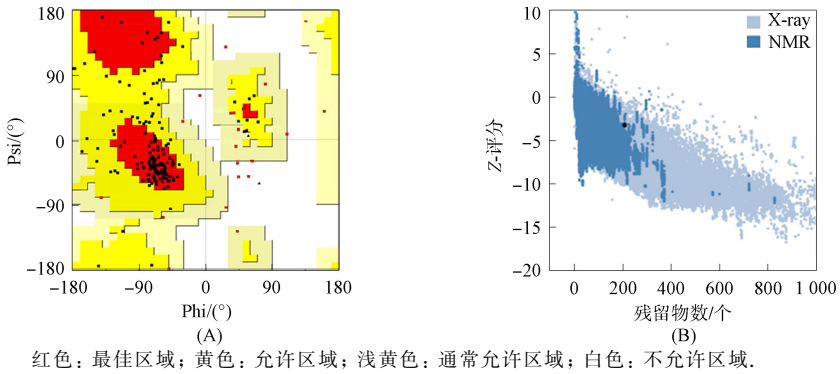 180
90
0
-90
-180
Psi/(°)
-180 -90 0 90 180
Phi/(°)
(A)
10
5
0
−5
−10
−15
−20
Z-评分
X-ray
NMR
0 200 400 600 800 1 000
残留物数/个
(B)
红色: 最佳区域; 黄色: 允许区域; 浅黄色: 通常允许区域; 白色: 不允许区域.